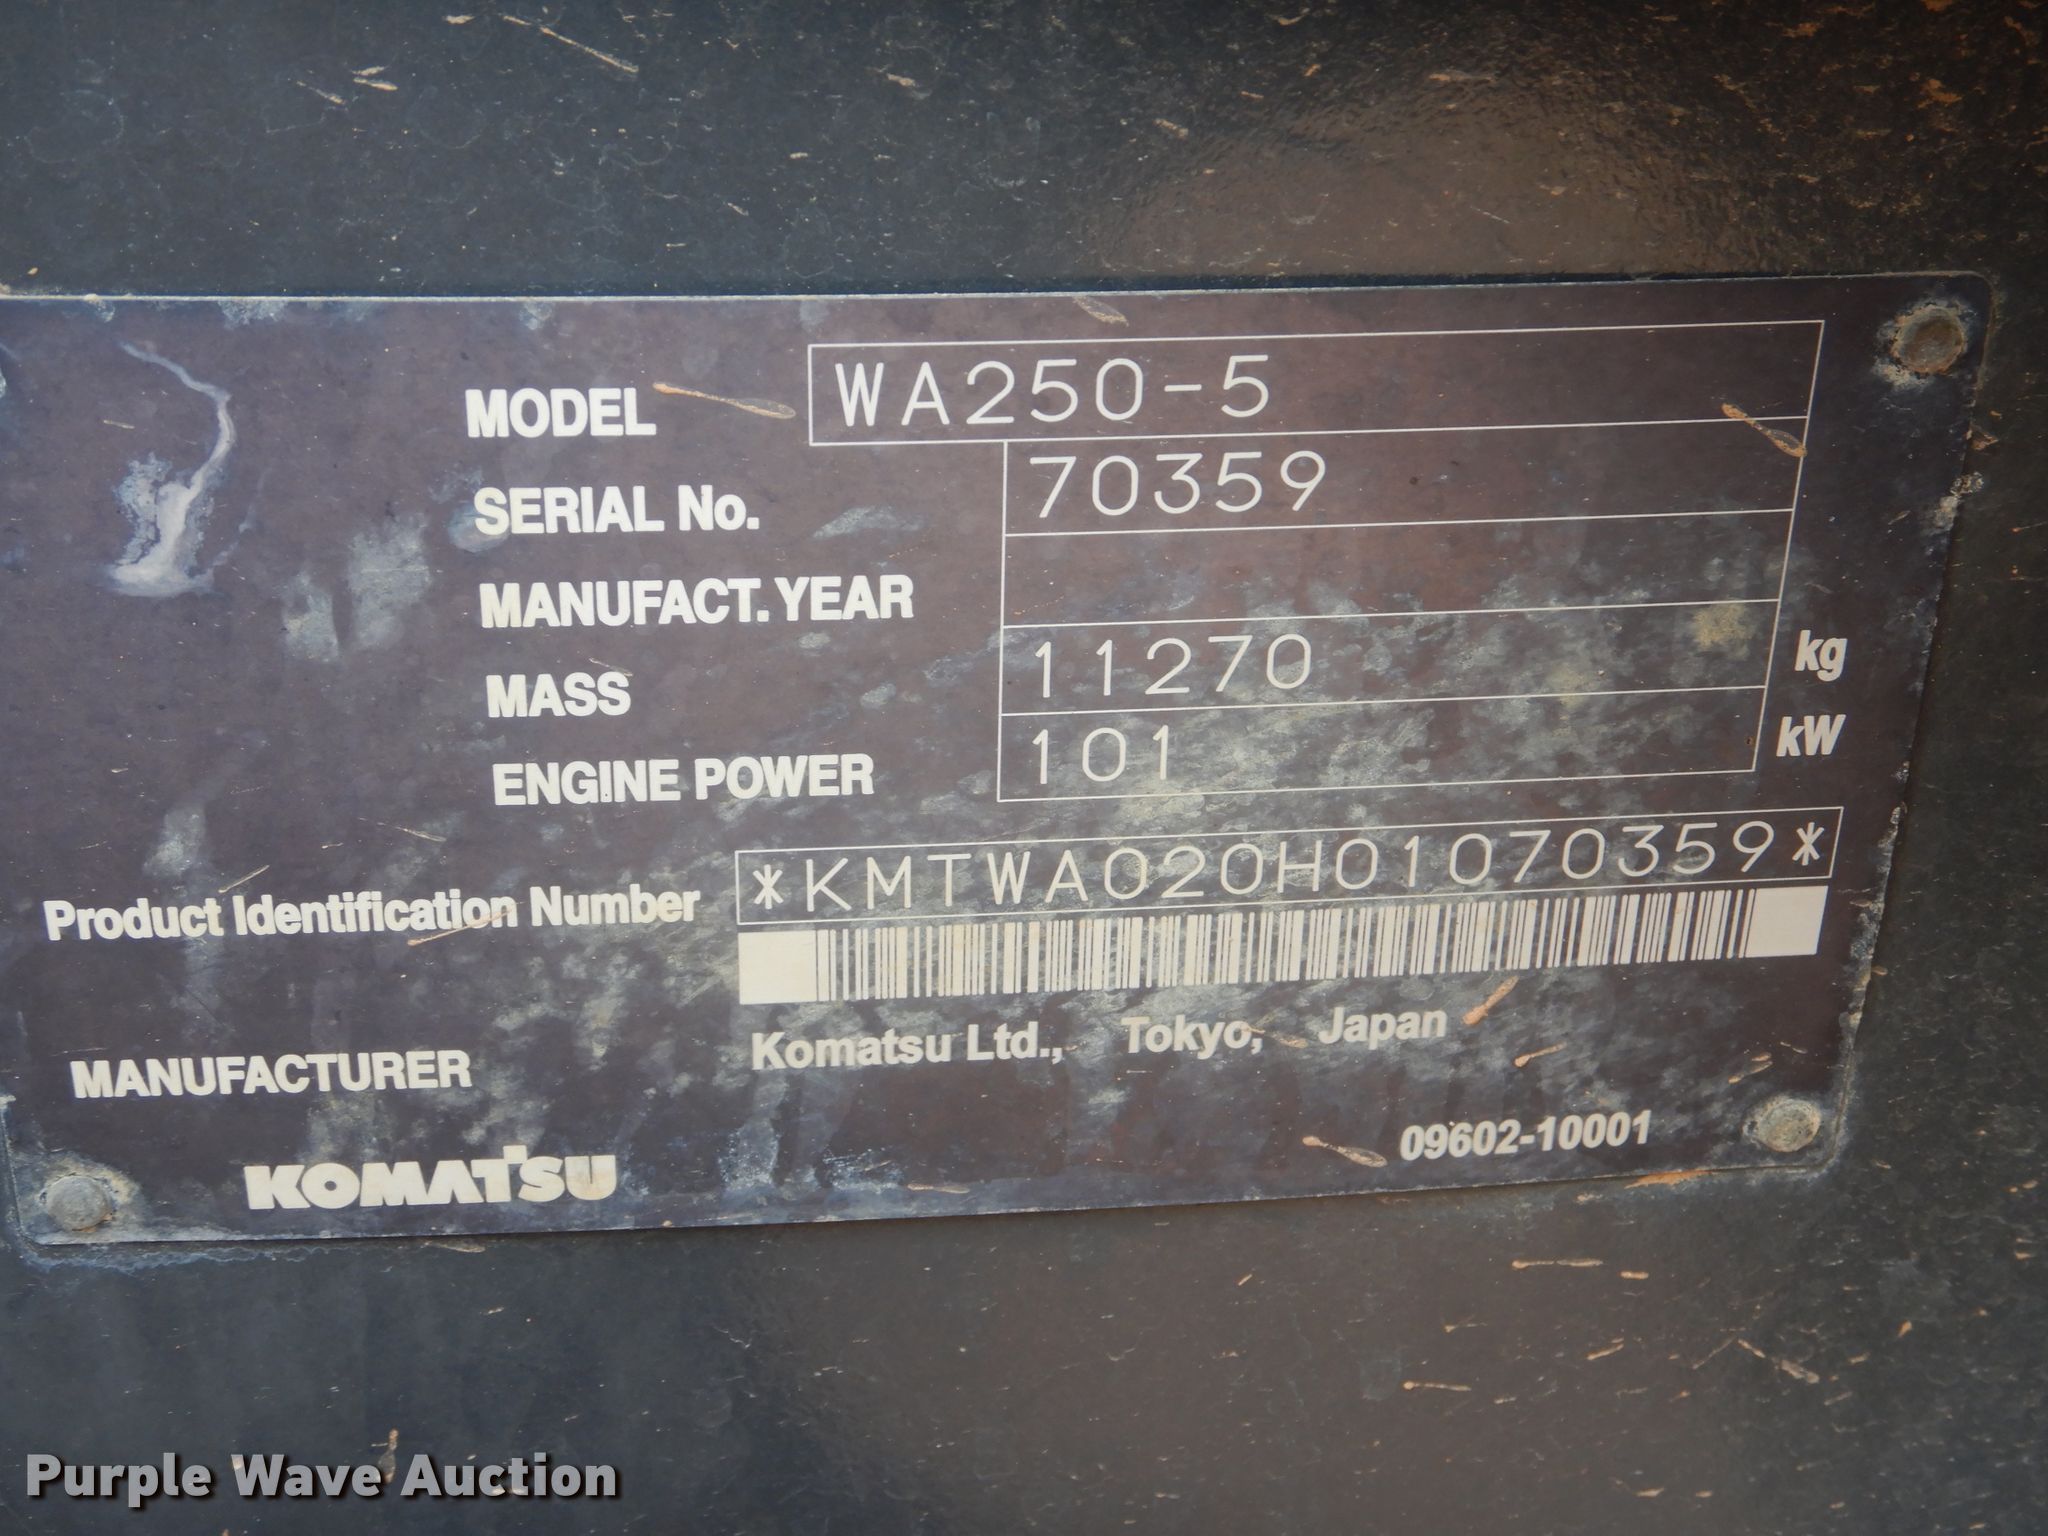 MODEL WA250-5
SERIAL No. 70359
MANUFACT. YEAR
MASS 11270 kg
ENGINE POWER 101 kW
Product Identification Number *KMTWA020H01070359*
MANUFACTURER Komatsu Ltd., Tokyo, Japan
09602-10001
KOMATSU
Purple Wave Auction